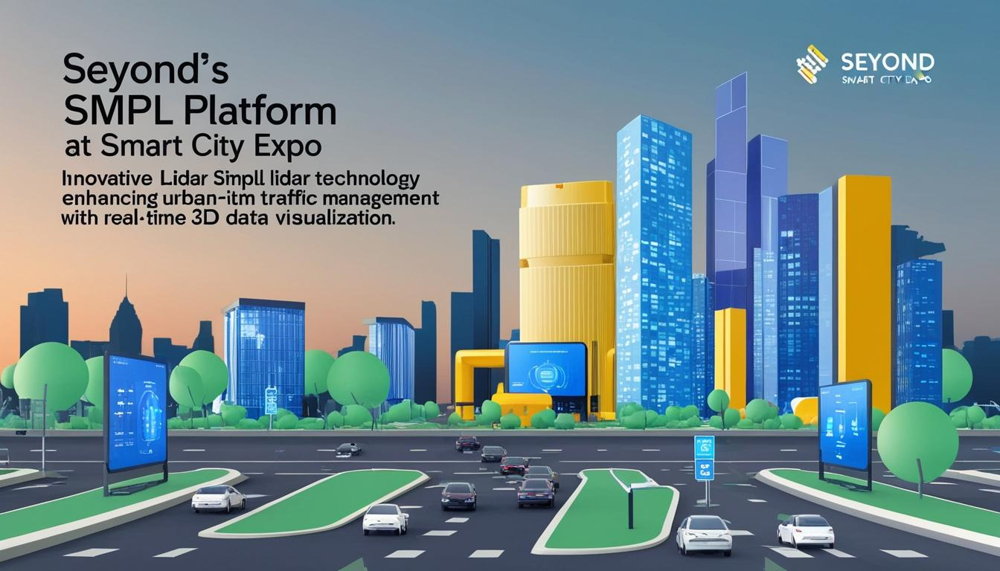 Seyond's
SMPL Platform
at Smart City Expo
Innovative Lidar Simpll lidar technology
enhancing urban-itm traffic management
with real-time 3D data visualization.
SEYOND